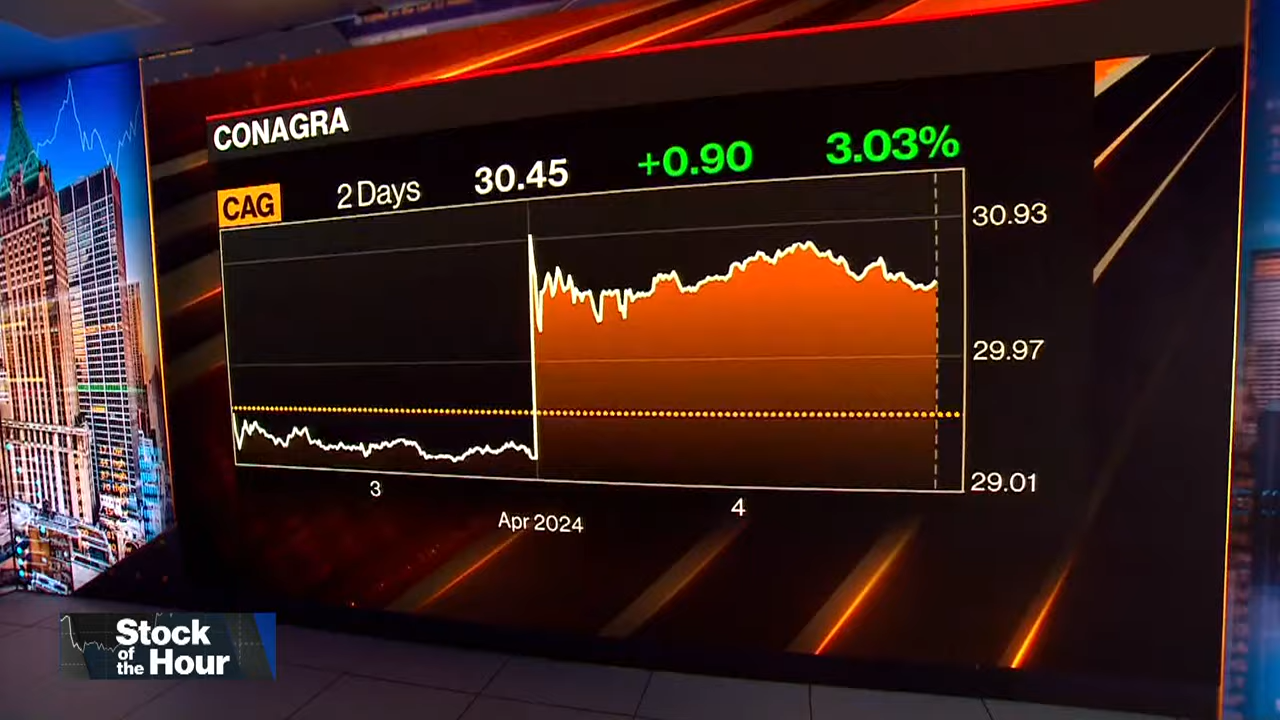 CONAGRA
CAG 2 Days 30.45 +0.90 3.03%
30.93
29.97
29.01
3 4
Apr 2024
Stock
of the Hour